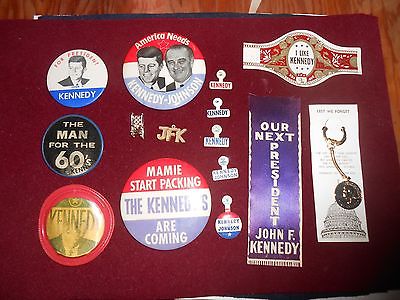 FOR PRESIDENT
KENNEDY
America Needs
KENNEDY-JOHNSON
KENNEDY
KENNEDY
KENNEDY
KENNEDY
JOHNSON
KENNEDY
JOHNSON
I LIKE
KENNEDY
THE
MAN
FOR THE
60's
KENNEDY
JFK
KENNEDY
MAMIE
START PACKING
THE KENNEDYS
ARE
COMING
OUR
NEXT
PRESIDENT
JOHN F.
KENNEDY
LEST WE FORGET